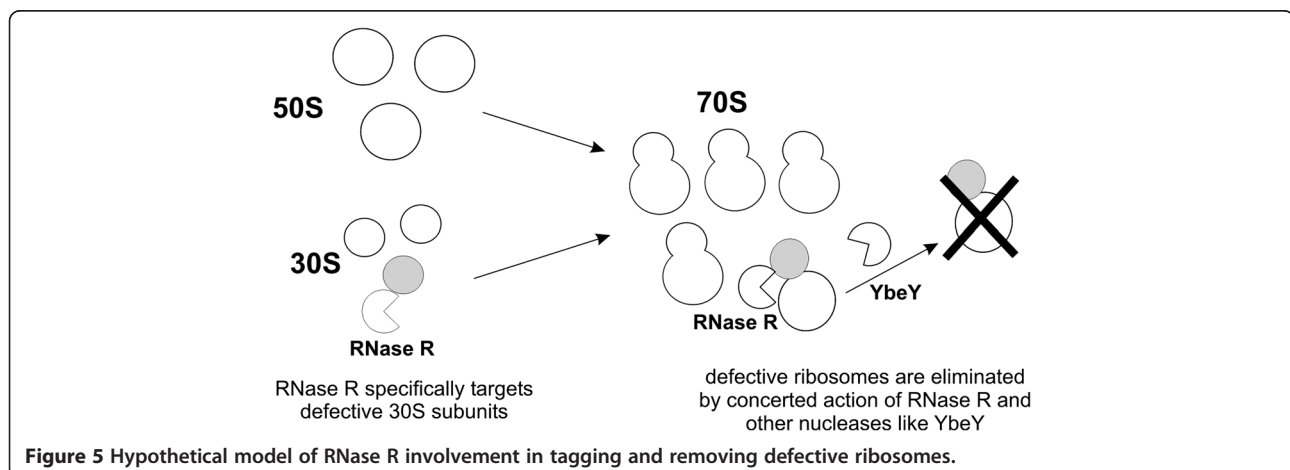 50S
70S
30S
RNase R
RNase R specifically targets
defective 30S subunits
RNase R
YbeY
defective ribosomes are eliminated
by concerted action of RNase R and
other nucleases like YbeY
Figure 5 Hypothetical model of RNase R involvement in tagging and removing defective ribosomes.